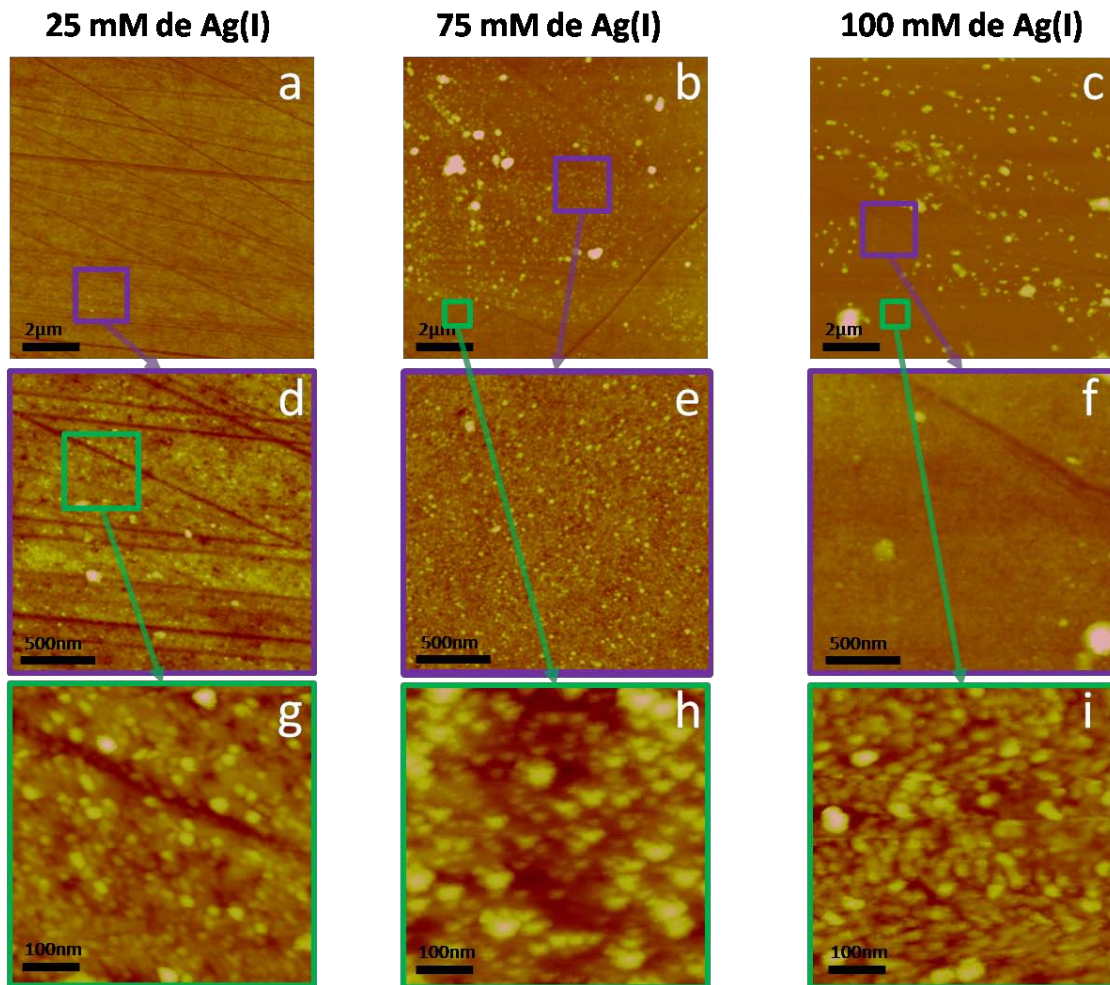 25 mM de Ag(I)
75 mM de Ag(I)
100 mM de Ag(I)
a
b
c
2µm
2µm
2µm
d
e
f
500nm
500nm
500nm
g
h
i
100nm
100nm
100nm